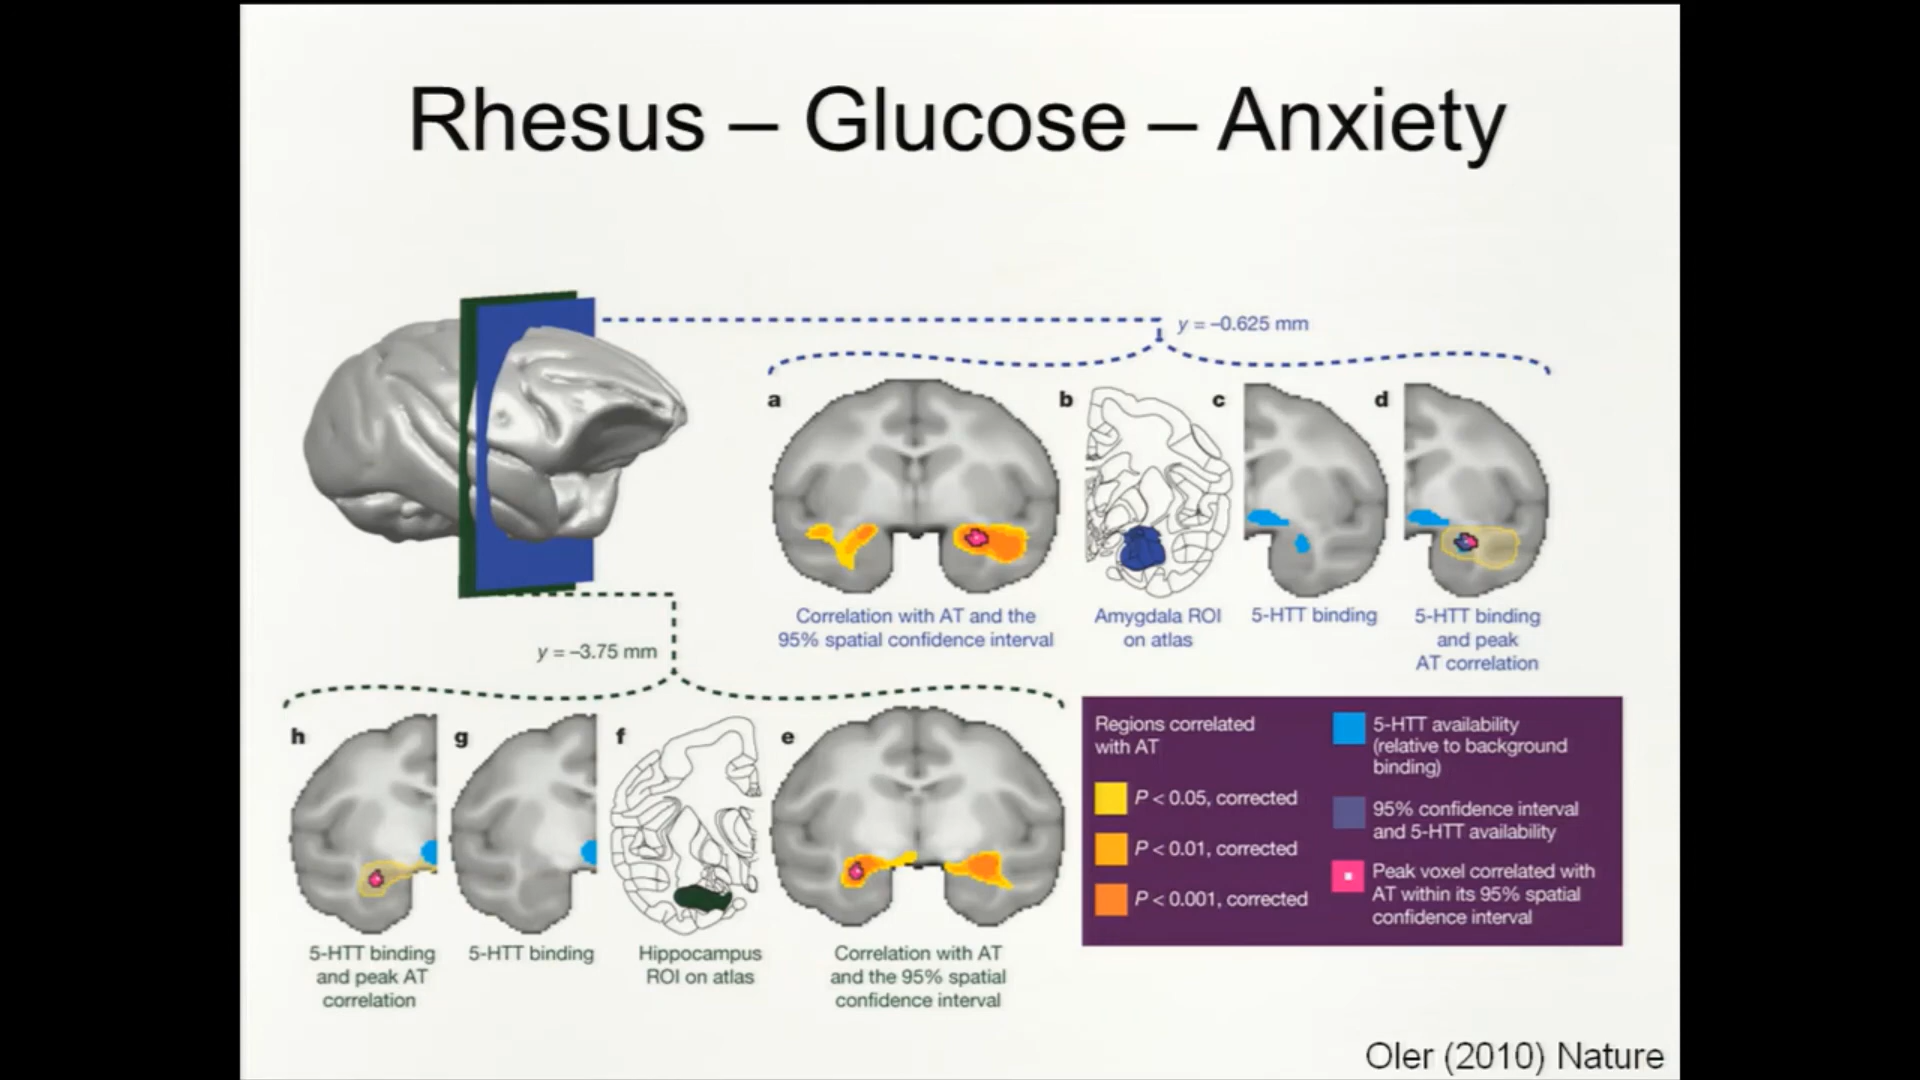 Rhesus – Glucose – Anxiety
y = –0.625 mm
a
b
c
d
Correlation with AT and the
95% spatial confidence interval
Amygdala ROI
on atlas
5-HTT binding
5-HTT binding
and peak
AT correlation
y = –3.75 mm
h
g
f
e
5-HTT binding
and peak AT
correlation
5-HTT binding
Hippocampus
ROI on atlas
Correlation with AT
and the 95% spatial
confidence interval
Regions correlated
with AT
P < 0.05, corrected
P < 0.01, corrected
P < 0.001, corrected
5-HTT availability
(relative to background
binding)
95% confidence interval
and 5-HTT availability
Peak voxel correlated with
AT within its 95% spatial
confidence interval
Oler (2010) Nature